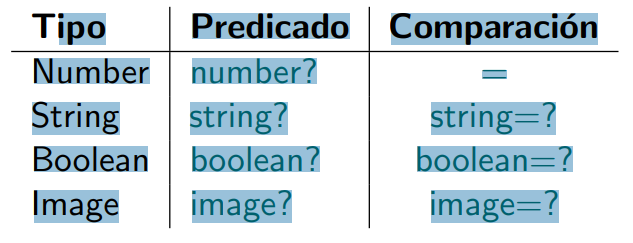 Tipo Predicado Comparación
Number number? =
String string? string=?
Boolean boolean? boolean=?
Image image? image=?